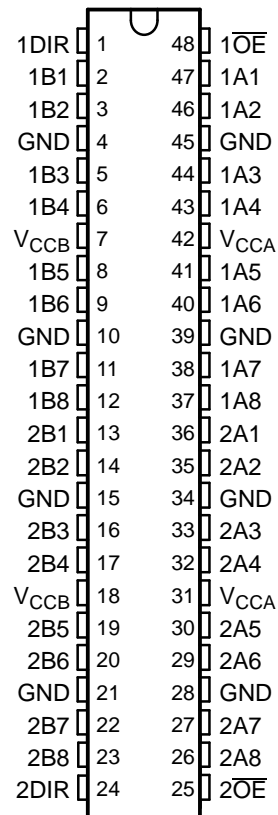 1DIR 1 48 1O̅E̅
1B1 2 47 1A1
1B2 3 46 1A2
GND 4 45 GND
1B3 5 44 1A3
1B4 6 43 1A4
VCCB 7 42 VCCA
1B5 8 41 1A5
1B6 9 40 1A6
GND 10 39 GND
1B7 11 38 1A7
1B8 12 37 1A8
2B1 13 36 2A1
2B2 14 35 2A2
GND 15 34 GND
2B3 16 33 2A3
2B4 17 32 2A4
VCCB 18 31 VCCA
2B5 19 30 2A5
2B6 20 29 2A6
GND 21 28 GND
2B7 22 27 2A7
2B8 23 26 2A8
2DIR 24 25 2O̅E̅